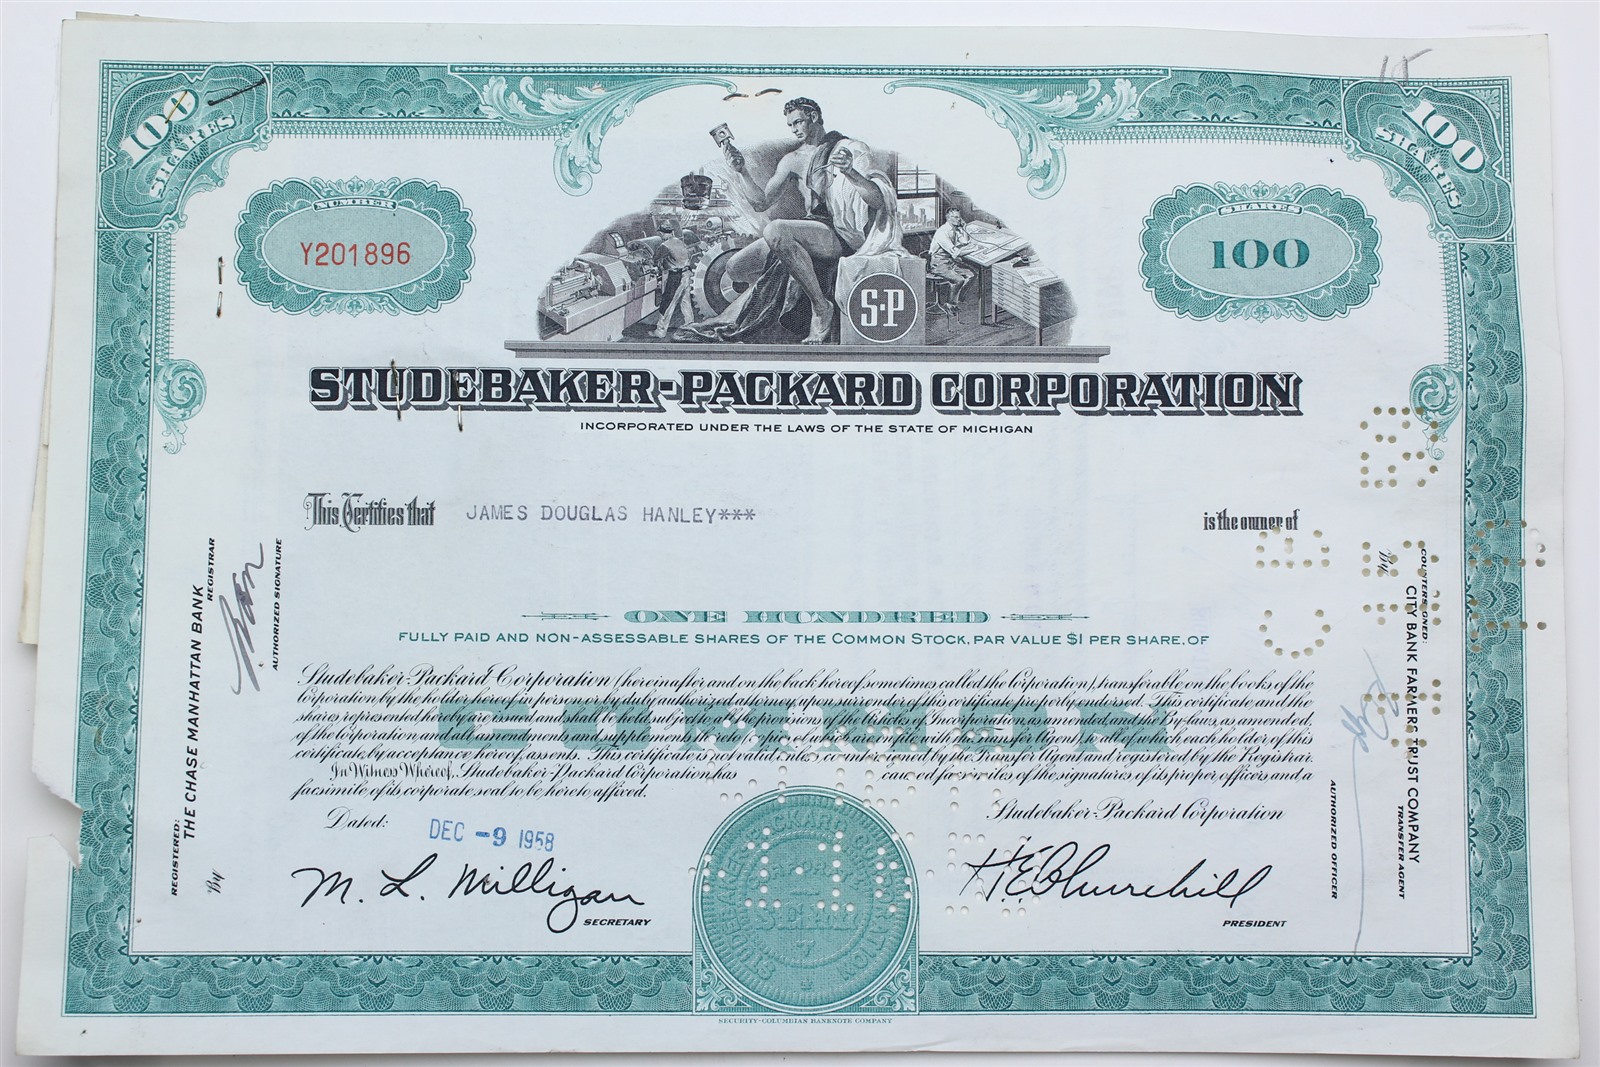 15
100 SHARES
100 SHARES
NUMBER
Y201896
SHARES
100
S·P
STUDEBAKER-PACKARD CORPORATION
INCORPORATED UNDER THE LAWS OF THE STATE OF MICHIGAN
This Certifies that JAMES DOUGLAS HANLEY*** is the owner of
ONE HUNDRED
FULLY PAID AND NON-ASSESSABLE SHARES OF THE COMMON STOCK, PAR VALUE $1 PER SHARE, OF
Studebaker-Packard Corporation (hereinafter and on the back hereof sometimes called the Corporation), transferable on the books of the
Corporation by the holder hereof in person or by duly authorized attorney, upon surrender of this certificate properly endorsed. This certificate and the
shares represented hereby are issued and shall be held subject to all the provisions of the Articles of Incorporation, as amended, and the By-laws, as amended,
of the Corporation and all amendments and supplements thereto (copies of which are on file with the Transfer Agent) to all of which each holder of this
certificate, by acceptance hereof, assents. This certificate is not valid unless countersigned by the Transfer Agent and registered by the Registrar.
In Witness Whereof, Studebaker-Packard Corporation, has caused facsimiles of the signatures of its proper officers and a
facsimile of its corporate seal to be hereto affixed.
Dated: DEC -9 1958
Studebaker-Packard Corporation
M. L. Milligan
SECRETARY
H E Churchill
PRESIDENT
STUDEBAKER-PACKARD CORPORATION
SECURITY-COLUMBIAN BANKNOTE COMPANY
REGISTERED:
THE CHASE MANHATTAN BANK
REGISTRAR
By
AUTHORIZED SIGNATURE
COUNTERSIGNED:
CITY BANK FARMERS TRUST COMPANY
TRANSFER AGENT
By
AUTHORIZED OFFICER